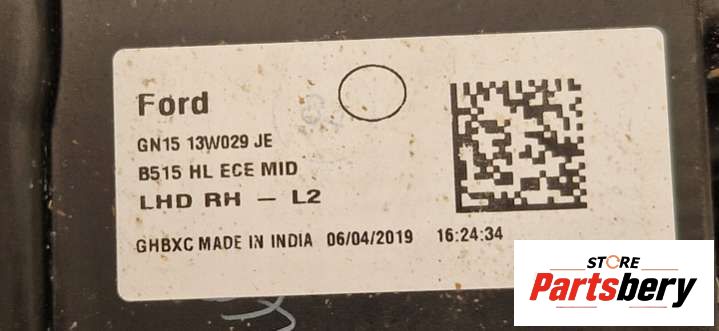 Ford
GN15 13W029 JE
B515 HL ECE MID
LHD RH - L2
GHBXC MADE IN INDIA 06/04/2019 16:24:34
STORE
Partsbery